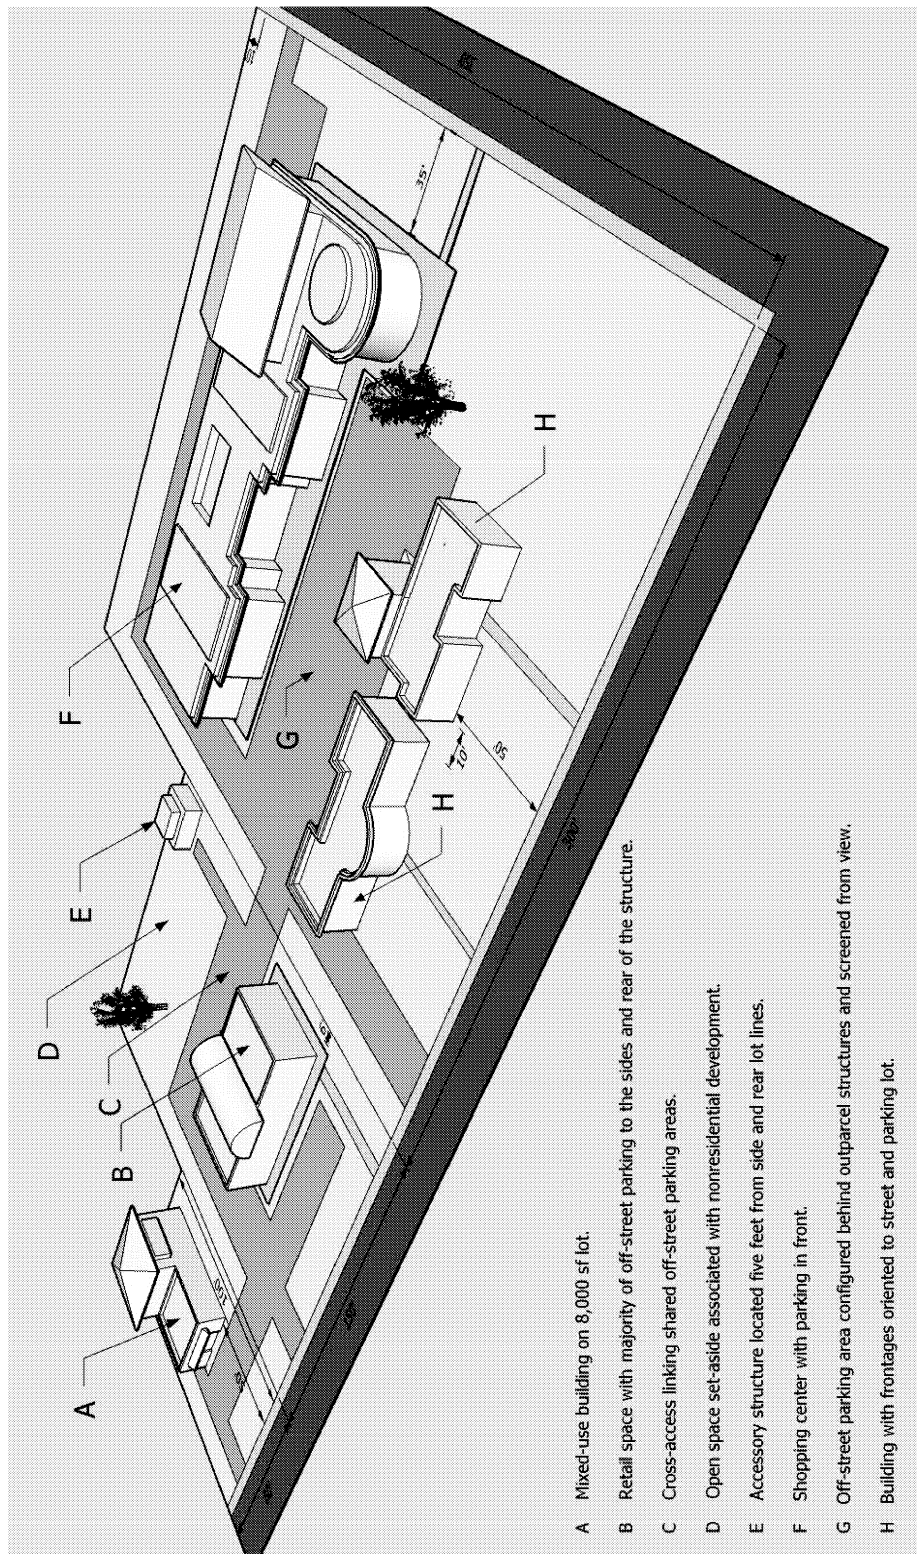 A
B
C
D
E
F
G
H
H
35'
10'
50'
300'
100'
A Mixed-use building on 8,000 sf lot.
B Retail space with majority of off-street parking to the sides and rear of the structure.
C Cross-access linking shared off-street parking areas.
D Open space set-aside associated with nonresidential development.
E Accessory structure located five feet from side and rear lot lines.
F Shopping center with parking in front.
G Off-street parking area configured behind outparcel structures and screened from view.
H Building with frontages oriented to street and parking lot.